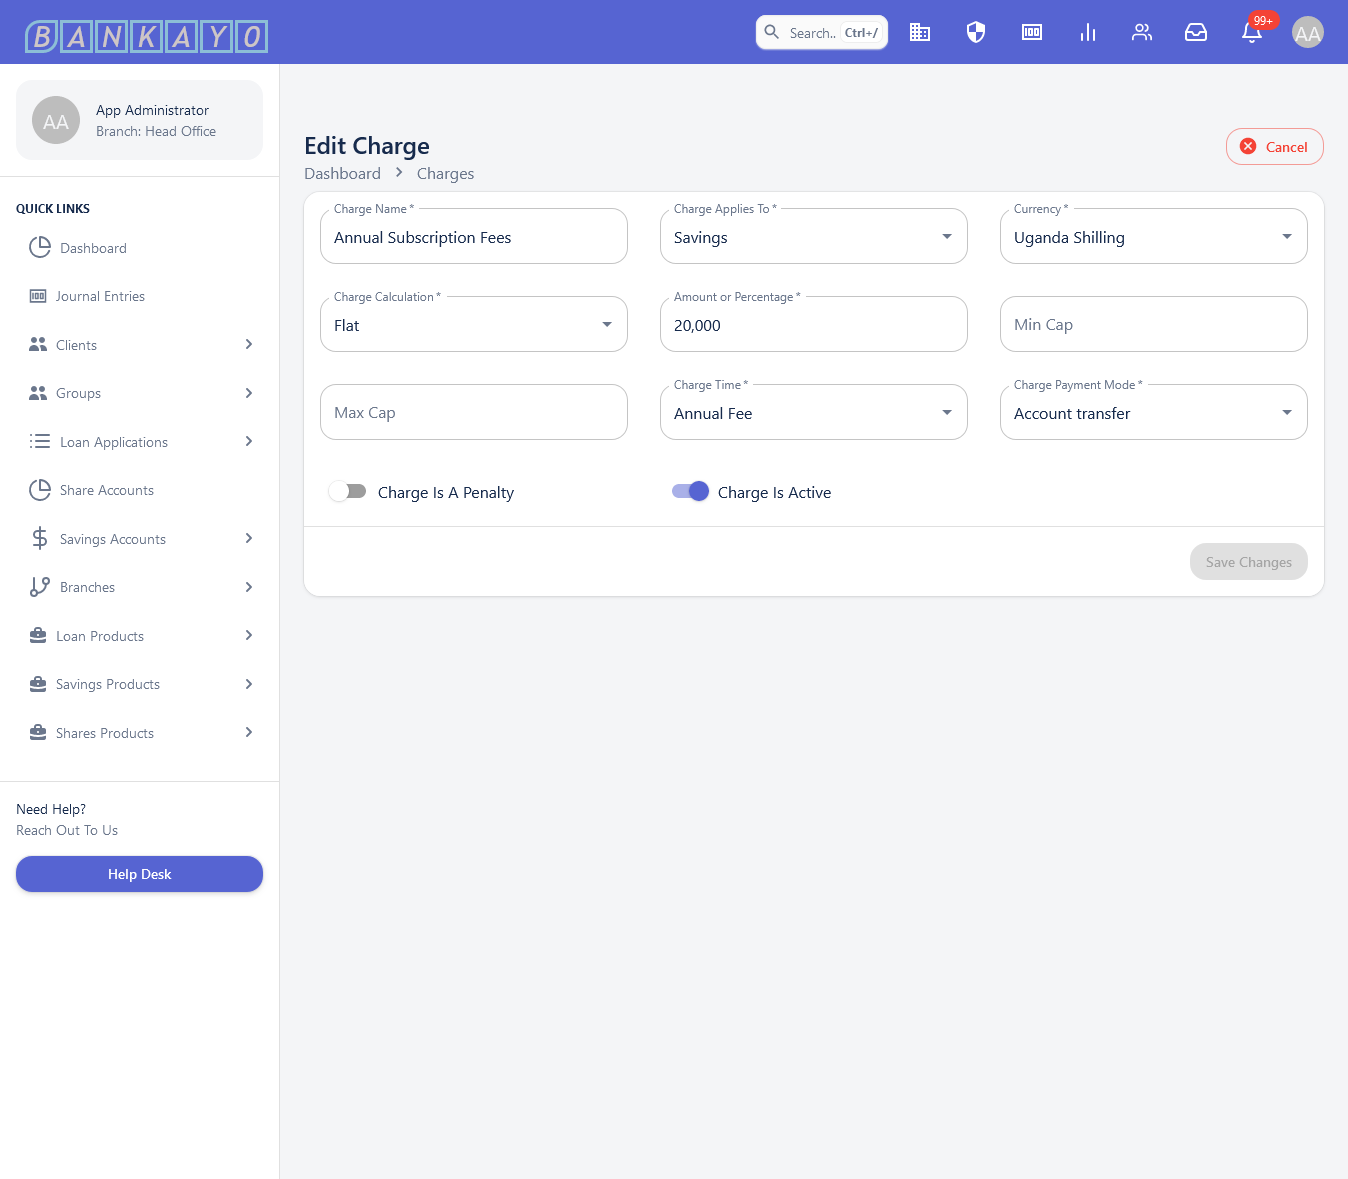 BANKAYO
Search.. Ctrl+/
99+
AA
AA
App Administrator
Branch: Head Office
QUICK LINKS
Dashboard
Journal Entries
Clients
Groups
Loan Applications
Share Accounts
Savings Accounts
Branches
Loan Products
Savings Products
Shares Products
Need Help?
Reach Out To Us
Help Desk
Edit Charge
Cancel
Dashboard
Charges
Charge Name *
Annual Subscription Fees
Charge Applies To *
Savings
Currency *
Uganda Shilling
Charge Calculation *
Flat
Amount or Percentage *
20,000
Min Cap
Max Cap
Charge Time *
Annual Fee
Charge Payment Mode *
Account transfer
Charge Is A Penalty
Charge Is Active
Save Changes